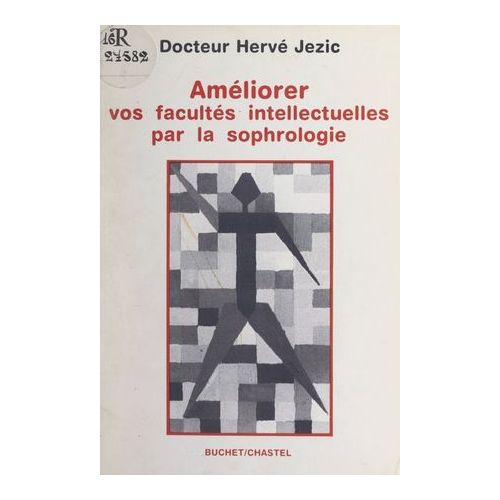 16R
24582
Docteur Hervé Jezic
Améliorer
vos facultés intellectuelles
par la sophrologie
BUCHET/CHASTEL